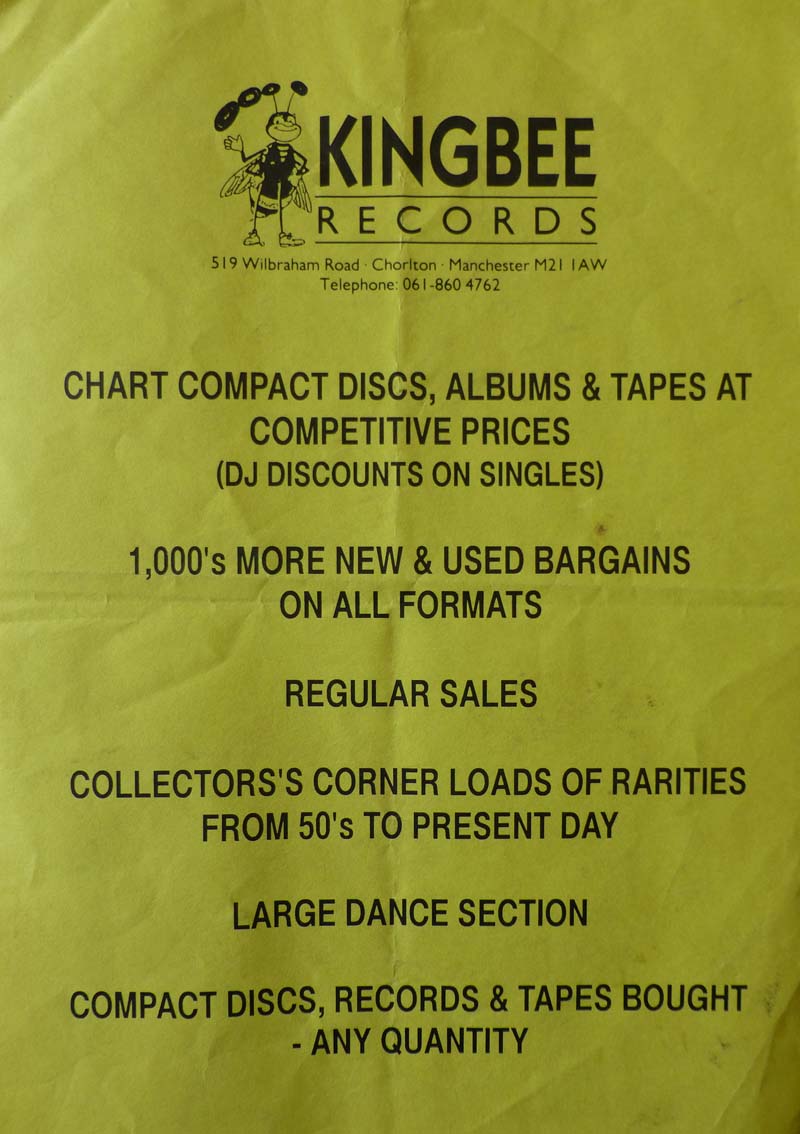 KINGBEE
RECORDS
519 Wilbraham Road · Chorlton · Manchester M21 1AW
Telephone: 061-860 4762
CHART COMPACT DISCS, ALBUMS & TAPES AT
COMPETITIVE PRICES
(DJ DISCOUNTS ON SINGLES)
1,000's MORE NEW & USED BARGAINS
ON ALL FORMATS
REGULAR SALES
COLLECTORS'S CORNER LOADS OF RARITIES
FROM 50's TO PRESENT DAY
LARGE DANCE SECTION
COMPACT DISCS, RECORDS & TAPES BOUGHT
- ANY QUANTITY